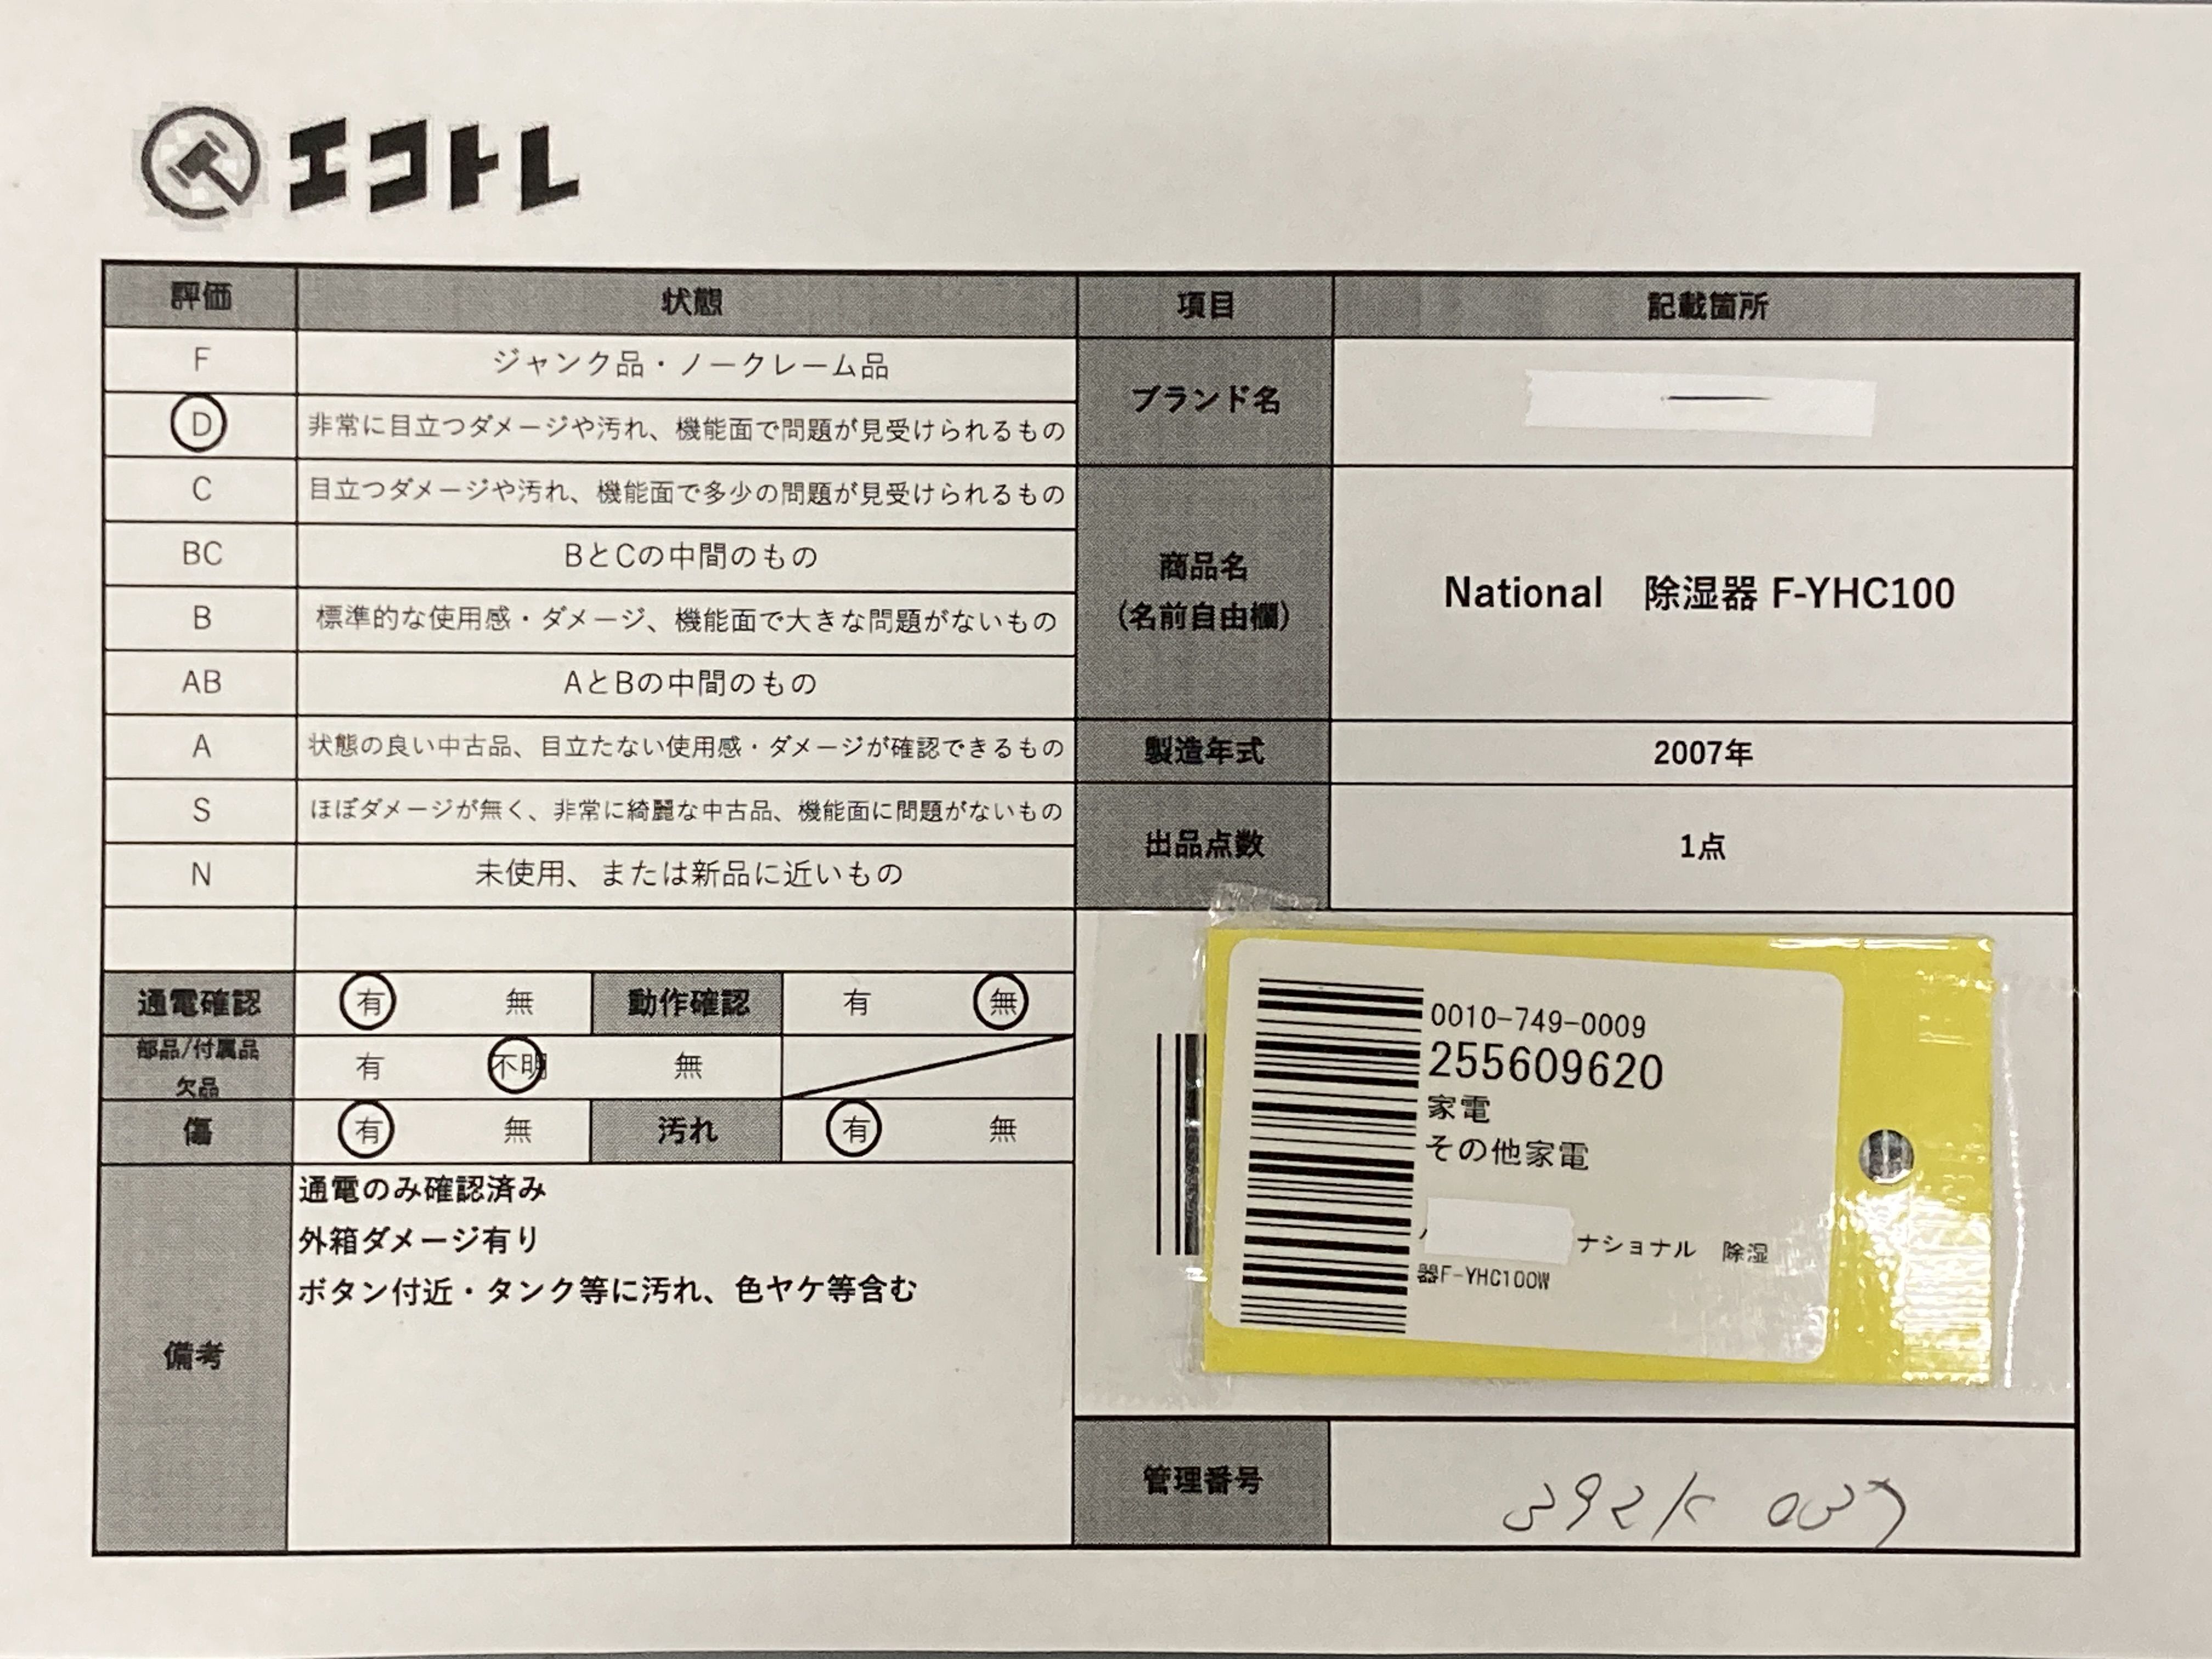 エコトレ
評価 状態 項目 記載箇所
F ジャンク品・ノークレーム品
D 非常に目立つダメージや汚れ、機能面で問題が見受けられるもの
C 目立つダメージや汚れ、機能面で多少の問題が見受けられるもの
BC BとCの中間のもの
B 標準的な使用感・ダメージ、機能面で大きな問題がないもの
AB AとBの中間のもの
A 状態の良い中古品、目立たない使用感・ダメージが確認できるもの
S ほぼダメージが無く、非常に綺麗な中古品、機能面に問題がないもの
N 未使用、または新品に近いもの
ブランド名
商品名
(名前自由欄)
National 除湿器 F-YHC100
製造年式 2007年
出品点数 1点
通電確認 有 無 動作確認 有 無
部品/付属品
欠品
有 不明 無
傷 有 無 汚れ 有 無
備考
通電のみ確認済み
外箱ダメージ有り
ボタン付近・タンク等に汚れ、色ヤケ等含む
0010-749-0009
255609620
家電
その他家電
ナショナル 除湿
器F-YHC100W
管理番号 392K 037